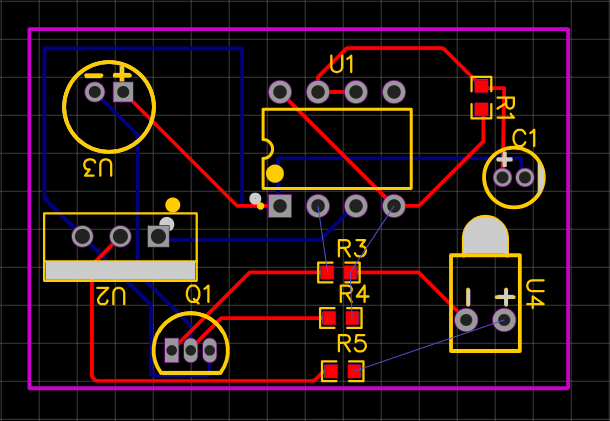 U1
− +
R1
U3
C1
+
R3
Q1
R4
U2
− +
U4
R5